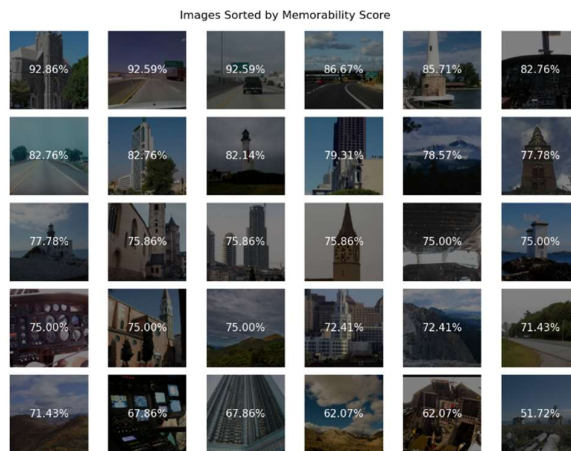 Images Sorted by Memorability Score
92.86% 92.59% 92.59% 86.67% 85.71% 82.76%
82.76% 82.76% 82.14% 79.31% 78.57% 77.78%
77.78% 75.86% 75.86% 75.86% 75.00% 75.00%
75.00% 75.00% 75.00% 72.41% 72.41% 71.43%
71.43% 67.86% 67.86% 62.07% 62.07% 51.72%